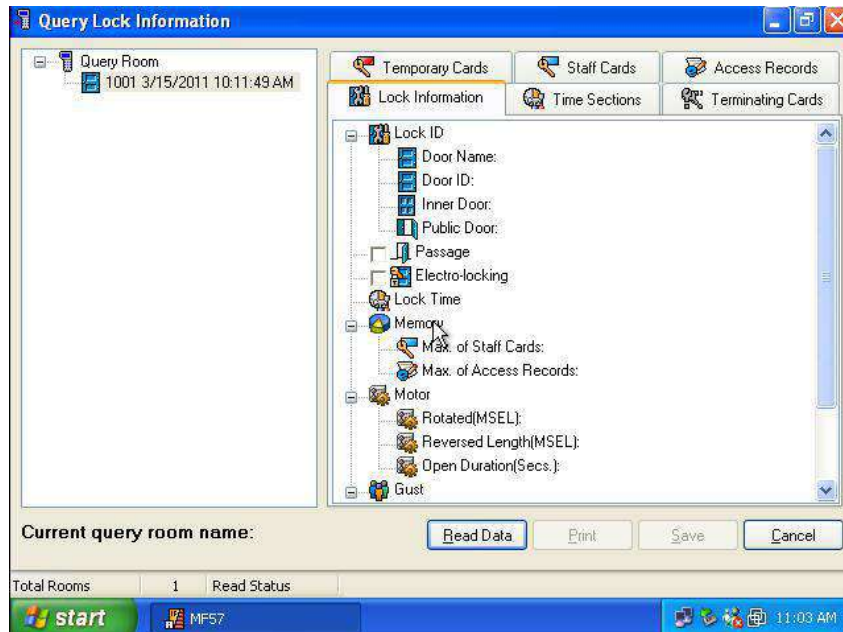 Query Lock Information
Query Room
1001 3/15/2011 10:11:49 AM
Temporary Cards
Staff Cards
Access Records
Lock Information
Time Sections
Terminating Cards
Lock ID
Door Name:
Door ID:
Inner Door:
Public Door:
Passage
Electro-locking
Lock Time
Memory
Max. of Staff Cards:
Max. of Access Records:
Motor
Rotated(MSEL):
Reversed Length(MSEL):
Open Duration(Secs.):
Gust
Current query room name:
Read Data
Print
Save
Cancel
Total Rooms 1 Read Status
start MF57 11:03 AM